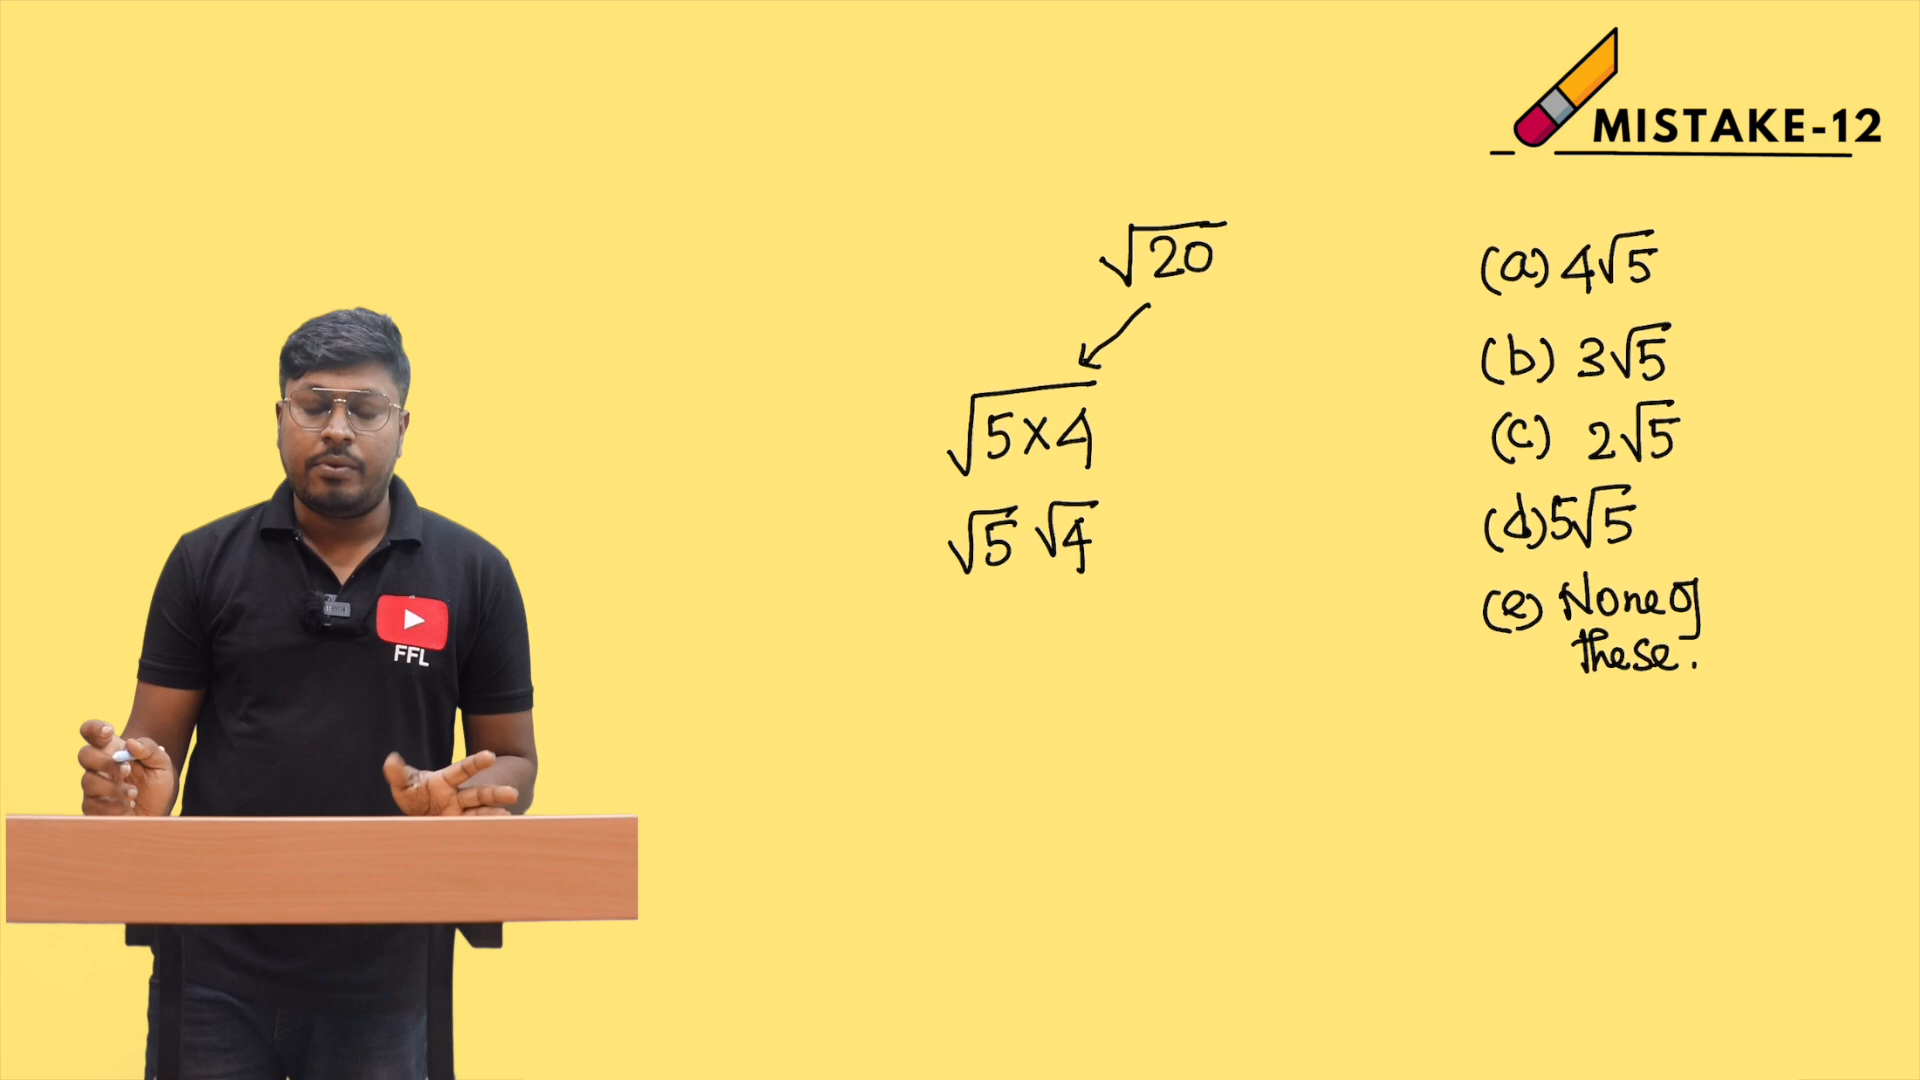 MISTAKE-12
√20
√5×4
√5 √4
(a) 4√5
(b) 3√5
(c) 2√5
(d) 5√5
(e) None of
these.
FFL